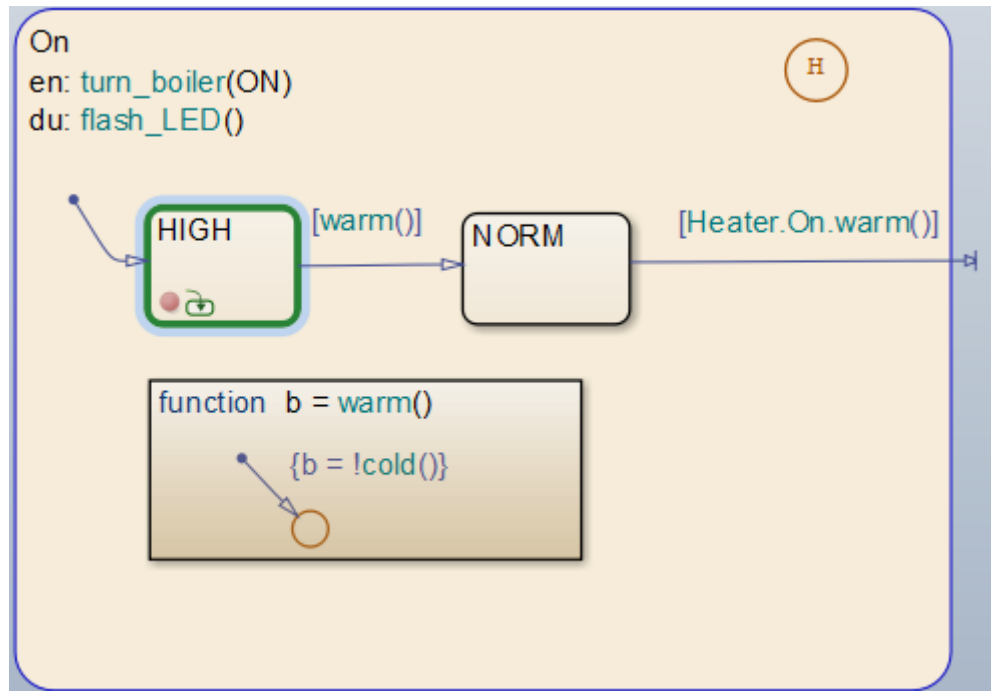 On
en: turn_boiler(ON)
du: flash_LED()
H
HIGH
[warm()]
NORM
[Heater.On.warm()]
function b = warm()
{b = !cold()}